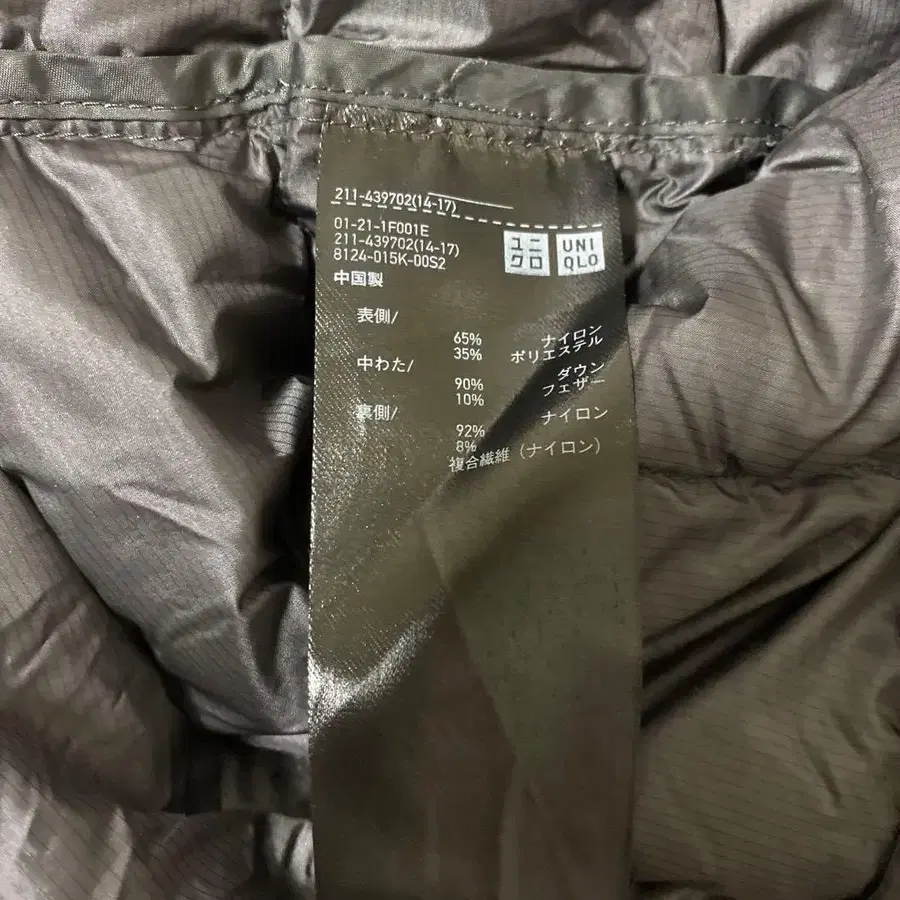 211-439702(14-17)
01-21-1F001E
211-439702(14-17)
8124-015K-00S2
中国製
ユニ
クロ
UNI
QLO
表側/
65% ナイロン
35% ポリエステル
中わた/
90% ダウン
10% フェザー
裏側/
92% ナイロン
8% 複合繊維（ナイロン）